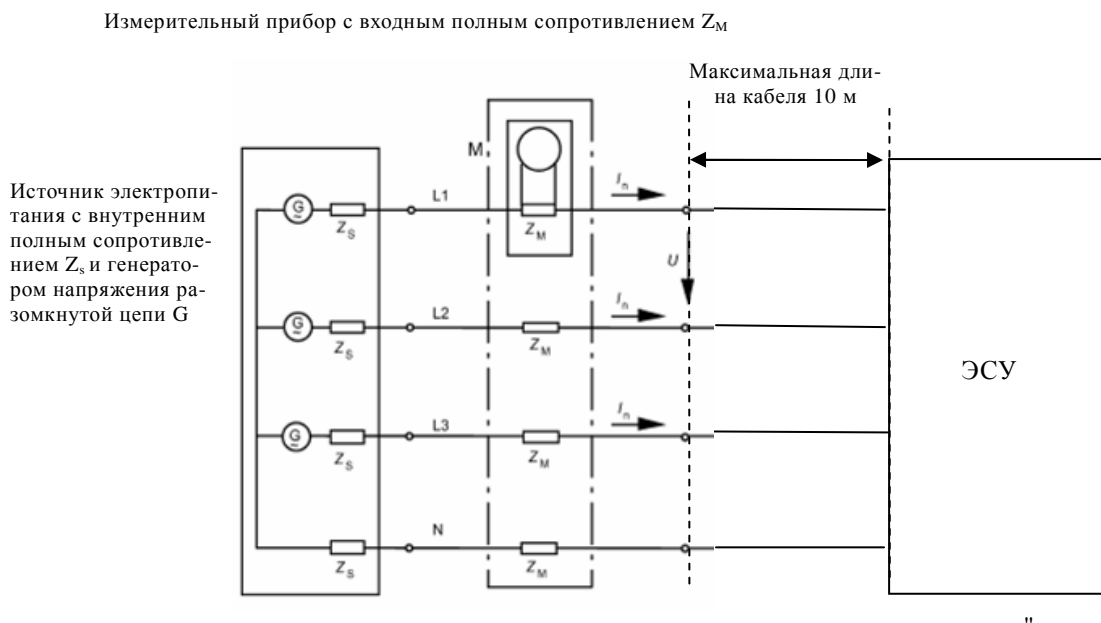 Измерительный прибор с входным полным сопротивлением Z_M
Максимальная дли-
на кабеля 10 м
M
Источник электропи-
тания с внутренним
полным сопротивле-
нием Z_s и генерато-
ром напряжения ра-
зомкнутой цепи G
G
~
Z_S
L1
Z_M
I_n
U
G
~
Z_S
L2
Z_M
I_n
ЭСУ
G
~
Z_S
L3
Z_M
I_n
Z_S
N
Z_M
"